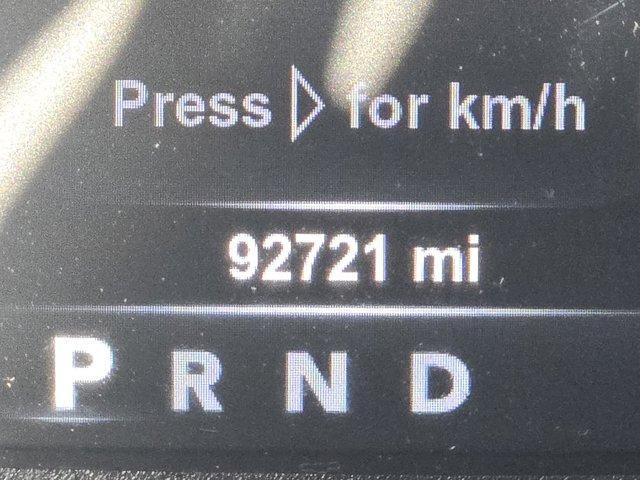 Press ▷ for km/h
92721 mi
P R N D